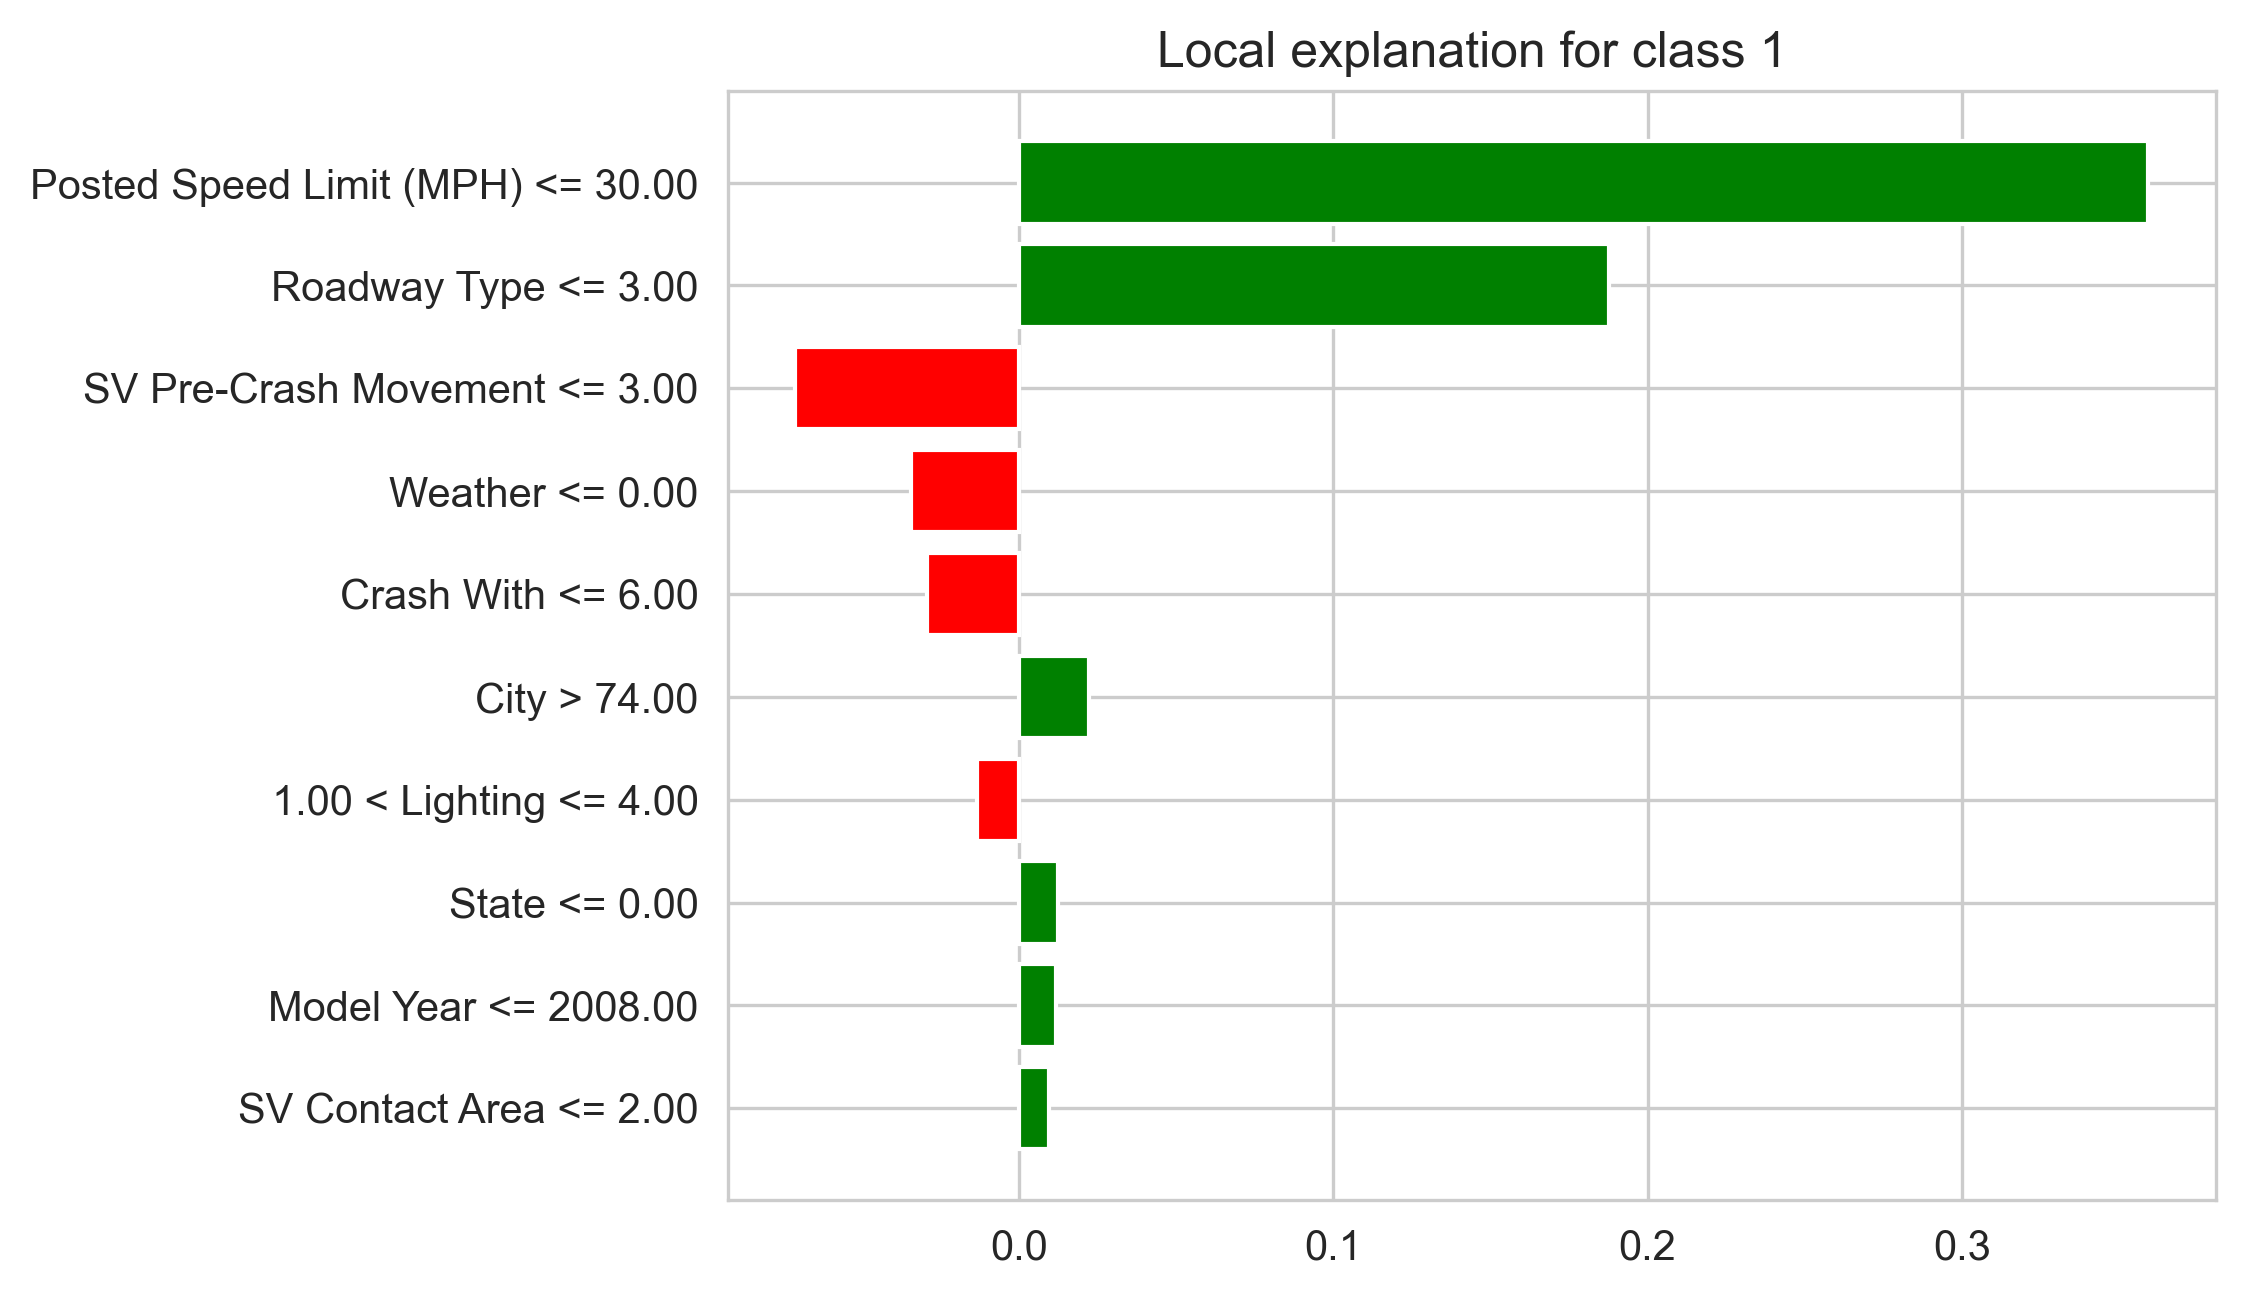 Local explanation for class 1
Posted Speed Limit (MPH) <= 30.00
Roadway Type <= 3.00
SV Pre-Crash Movement <= 3.00
Weather <= 0.00
Crash With <= 6.00
City > 74.00
1.00 < Lighting <= 4.00
State <= 0.00
Model Year <= 2008.00
SV Contact Area <= 2.00
0.0 0.1 0.2 0.3